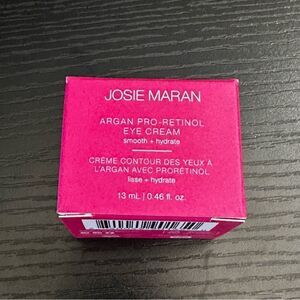 JOSIE MARAN
ARGAN PRO-RETINOL
EYE CREAM
smooth + hydrate
CRÈME CONTOUR DES YEUX À
L'ARGAN AVEC PRORÉTINOL
lisse + hydrate
13 mL | 0.46 fl. oz.